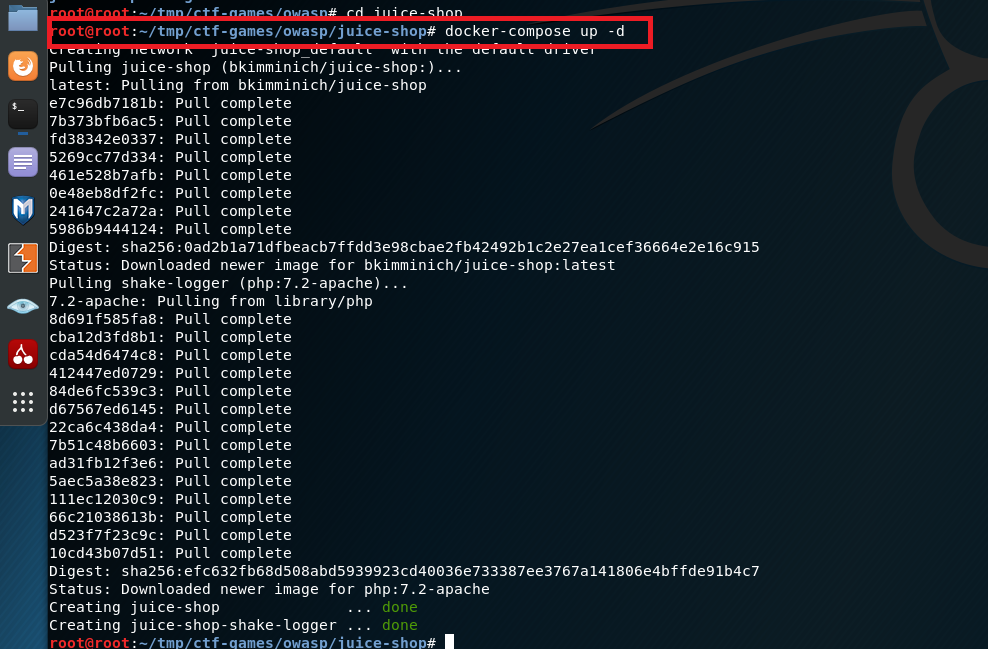 root@root:~/tmp/ctf-games/owasp# cd juice-shop
root@root:~/tmp/ctf-games/owasp/juice-shop# docker-compose up -d
Creating network "juice-shop_default" with the default driver
Pulling juice-shop (bkimminich/juice-shop:)...
latest: Pulling from bkimminich/juice-shop
e7c96db7181b: Pull complete
7b373bfb6ac5: Pull complete
fd38342e0337: Pull complete
5269cc77d334: Pull complete
461e528b7afb: Pull complete
0e48eb8df2fc: Pull complete
241647c2a72a: Pull complete
5986b9444124: Pull complete
Digest: sha256:0ad2b1a71dfbeacb7ffdd3e98cbae2fb42492b1c2e27ea1cef36664e2e16c915
Status: Downloaded newer image for bkimminich/juice-shop:latest
Pulling shake-logger (php:7.2-apache)...
7.2-apache: Pulling from library/php
8d691f585fa8: Pull complete
cba12d3fd8b1: Pull complete
cda54d6474c8: Pull complete
412447ed0729: Pull complete
84de6fc539c3: Pull complete
d67567ed6145: Pull complete
22ca6c438da4: Pull complete
7b51c48b6603: Pull complete
ad31fb12f3e6: Pull complete
5aec5a38e823: Pull complete
111ec12030c9: Pull complete
66c21038613b: Pull complete
d523f7f23c9c: Pull complete
10cd43b07d51: Pull complete
Digest: sha256:efc632fb68d508abd5939923cd40036e733387ee3767a141806e4bffde91b4c7
Status: Downloaded newer image for php:7.2-apache
Creating juice-shop              ... done
Creating juice-shop-shake-logger ... done
root@root:~/tmp/ctf-games/owasp/juice-shop#